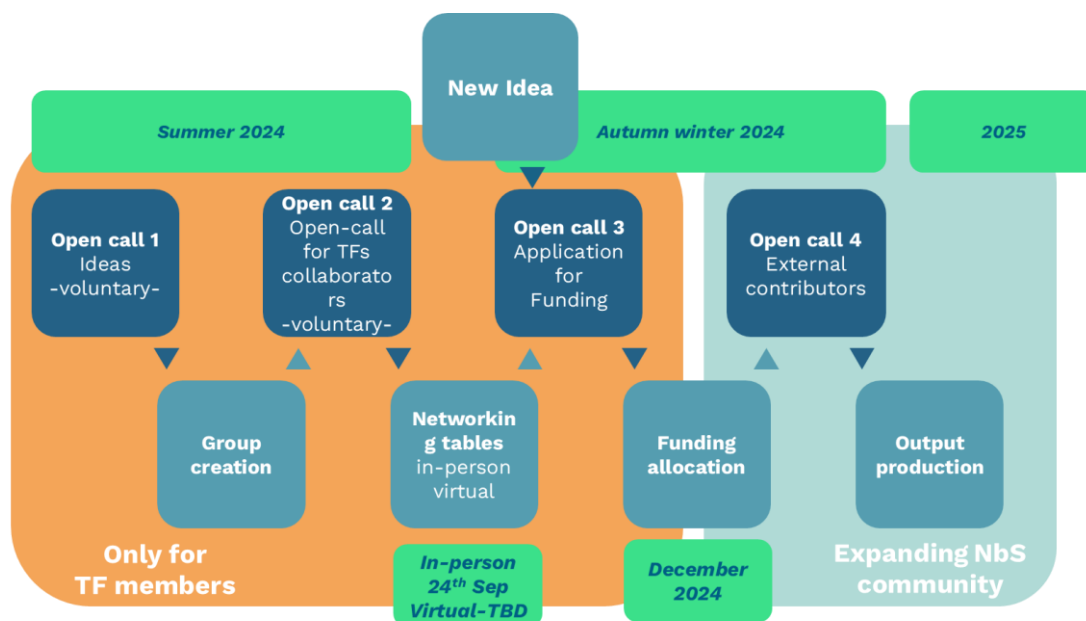 New Idea
Summer 2024
Autumn winter 2024
2025
Open call 1
Ideas
-voluntary-
Open call 2
Open-call
for TFs
collaborato
rs
-voluntary-
Open call 3
Application
for
Funding
Open call 4
External
contributors
Group
creation
Networkin
g tables
in-person
virtual
Funding
allocation
Output
production
Only for
TF members
In-person
24th Sep
Virtual-TBD
December
2024
Expanding NbS
community